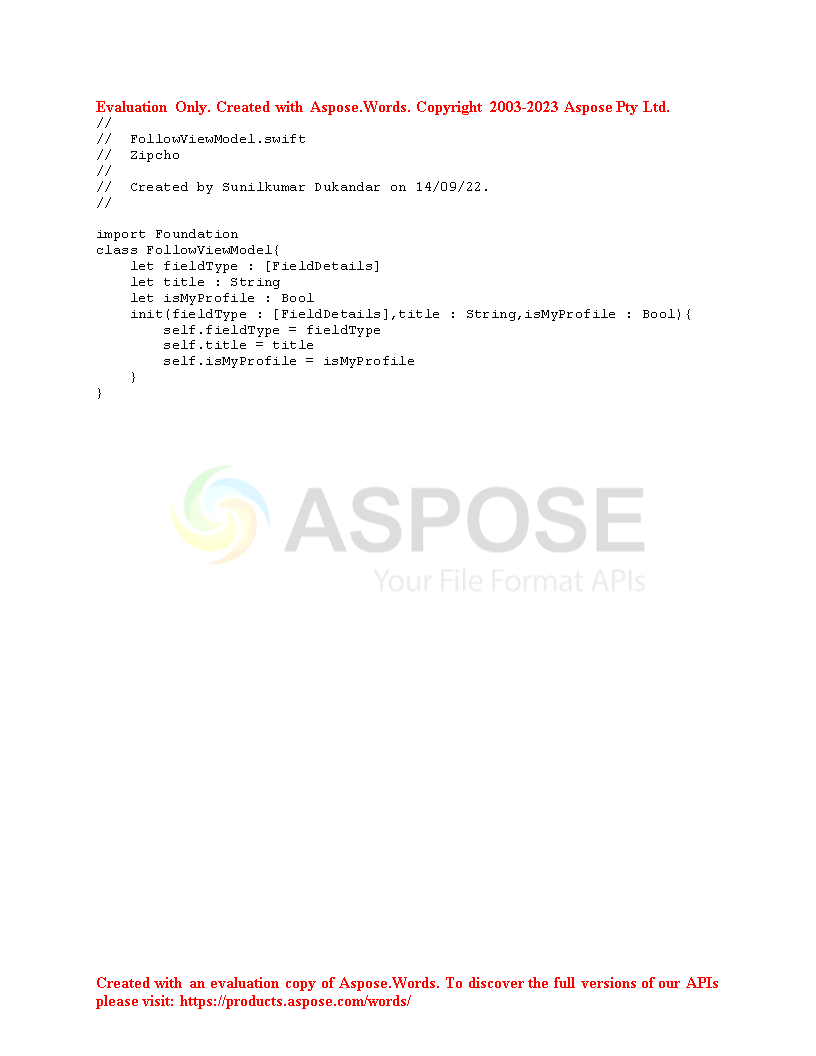 Evaluation Only. Created with Aspose.Words. Copyright 2003-2023 Aspose Pty Ltd.
//
//  FollowViewModel.swift
//  Zipcho
//
//  Created by Sunilkumar Dukandar on 14/09/22.
//

import Foundation
class FollowViewModel{
    let fieldType : [FieldDetails]
    let title : String
    let isMyProfile : Bool
    init(fieldType : [FieldDetails],title : String,isMyProfile : Bool){
        self.fieldType = fieldType
        self.title = title
        self.isMyProfile = isMyProfile
    }
}
ASPOSE
Your File Format APIs
Created with an evaluation copy of Aspose.Words. To discover the full versions of our APIs
please visit: https://products.aspose.com/words/